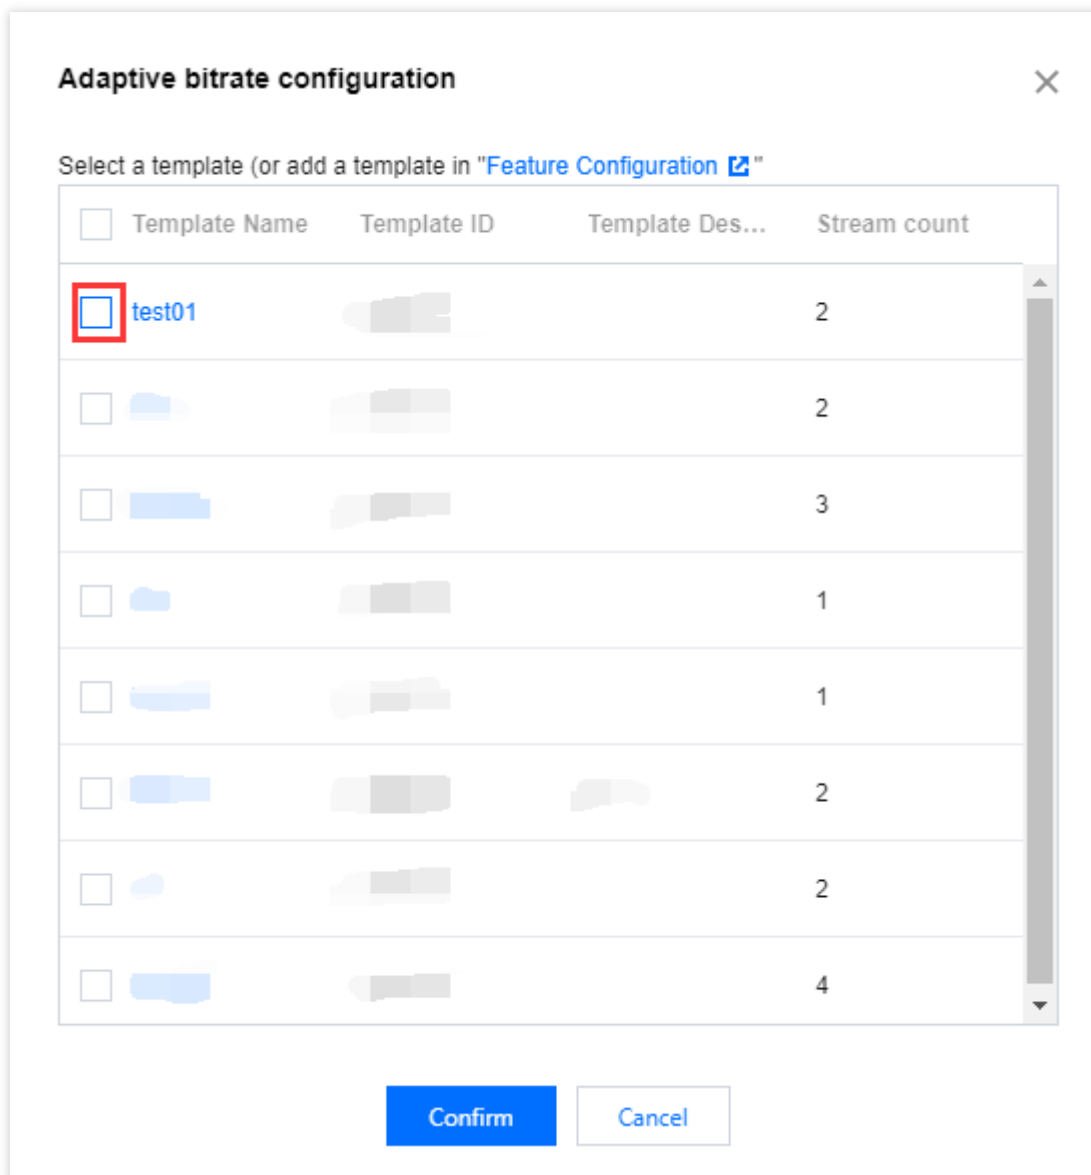 Adaptive bitrate configuration
Select a template (or add a template in "Feature Configuration"
Template Name Template ID Template Des... Stream count
test01 2
2
3
1
1
2
2
4
Confirm Cancel